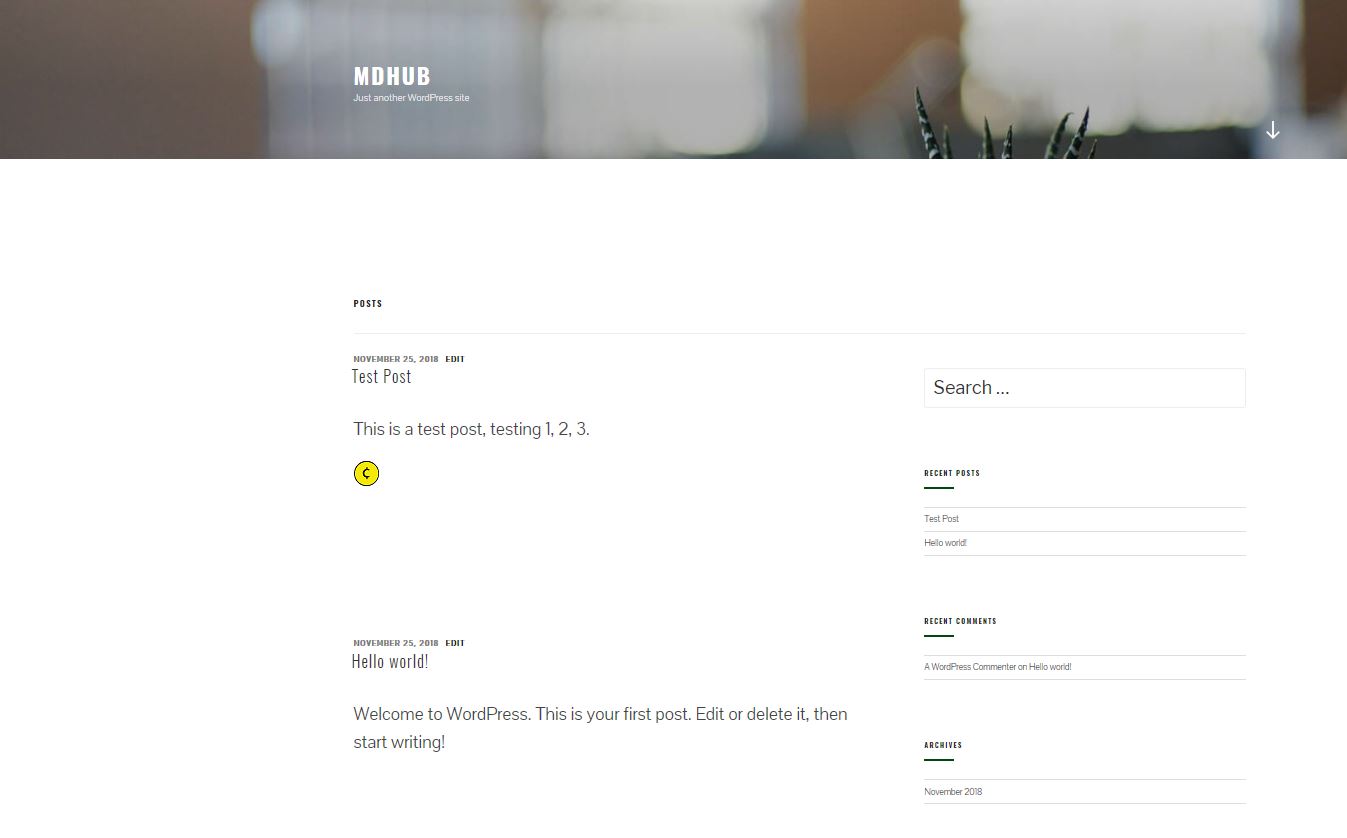 MDHUB
Just another WordPress site
POSTS
NOVEMBER 25, 2018 EDIT
Test Post
This is a test post, testing 1, 2, 3.
₵
NOVEMBER 25, 2018 EDIT
Hello world!
Welcome to WordPress. This is your first post. Edit or delete it, then
start writing!
Search …
RECENT POSTS
Test Post
Hello world!
RECENT COMMENTS
A WordPress Commenter on Hello world!
ARCHIVES
November 2018